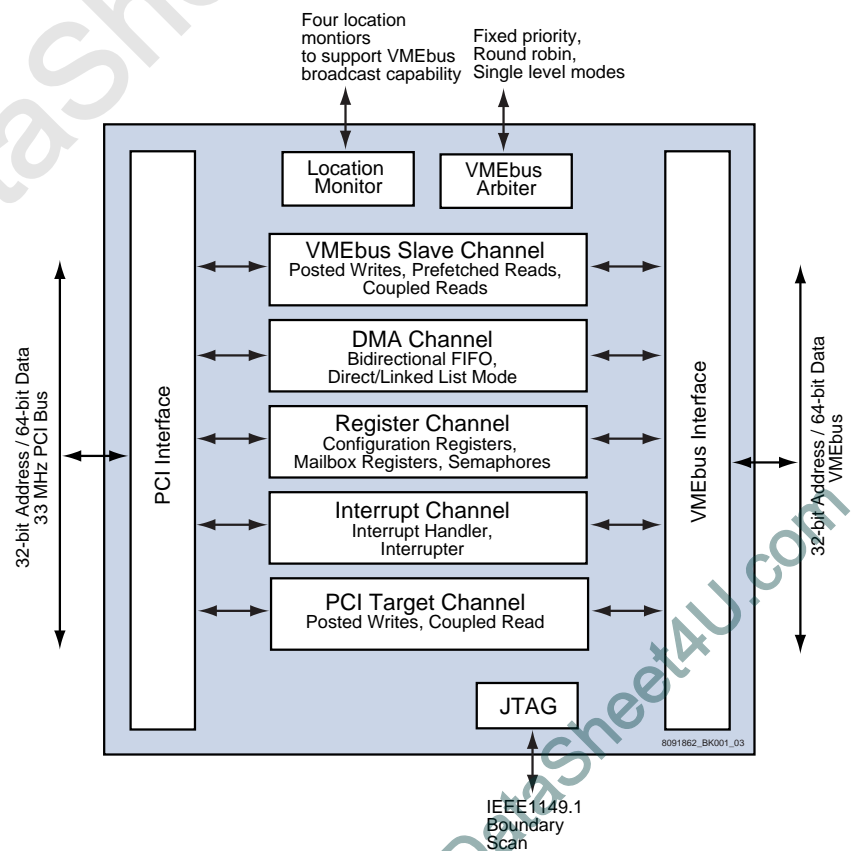 Four location
montiors
to support VMEbus
broadcast capability
Fixed priority,
Round robin,
Single level modes
Location
Monitor
VMEbus
Arbiter
VMEbus Slave Channel
Posted Writes, Prefetched Reads,
Coupled Reads
DMA Channel
Bidirectional FIFO,
Direct/Linked List Mode
Register Channel
Configuration Registers,
Mailbox Registers, Semaphores
Interrupt Channel
Interrupt Handler,
Interrupter
PCI Target Channel
Posted Writes, Coupled Read
32-bit Address / 64-bit Data
33 MHz PCI Bus
PCI Interface
VMEbus Interface
32-bit Address / 64-bit Data
VMEbus
JTAG
8091862_BK001_03
IEEE1149.1
Boundary
Scan
DataSheet4U.com
taSh